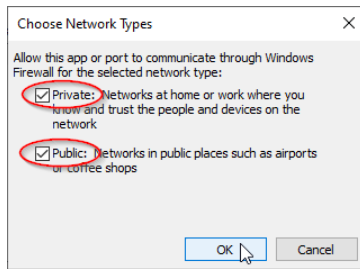 Choose Network Types
Allow this app or port to communicate through Windows
Firewall for the selected network type:
Private: Networks at home or work where you
know and trust the people and devices on the
network
Public: Networks in public places such as airports
or coffee shops
OK
Cancel